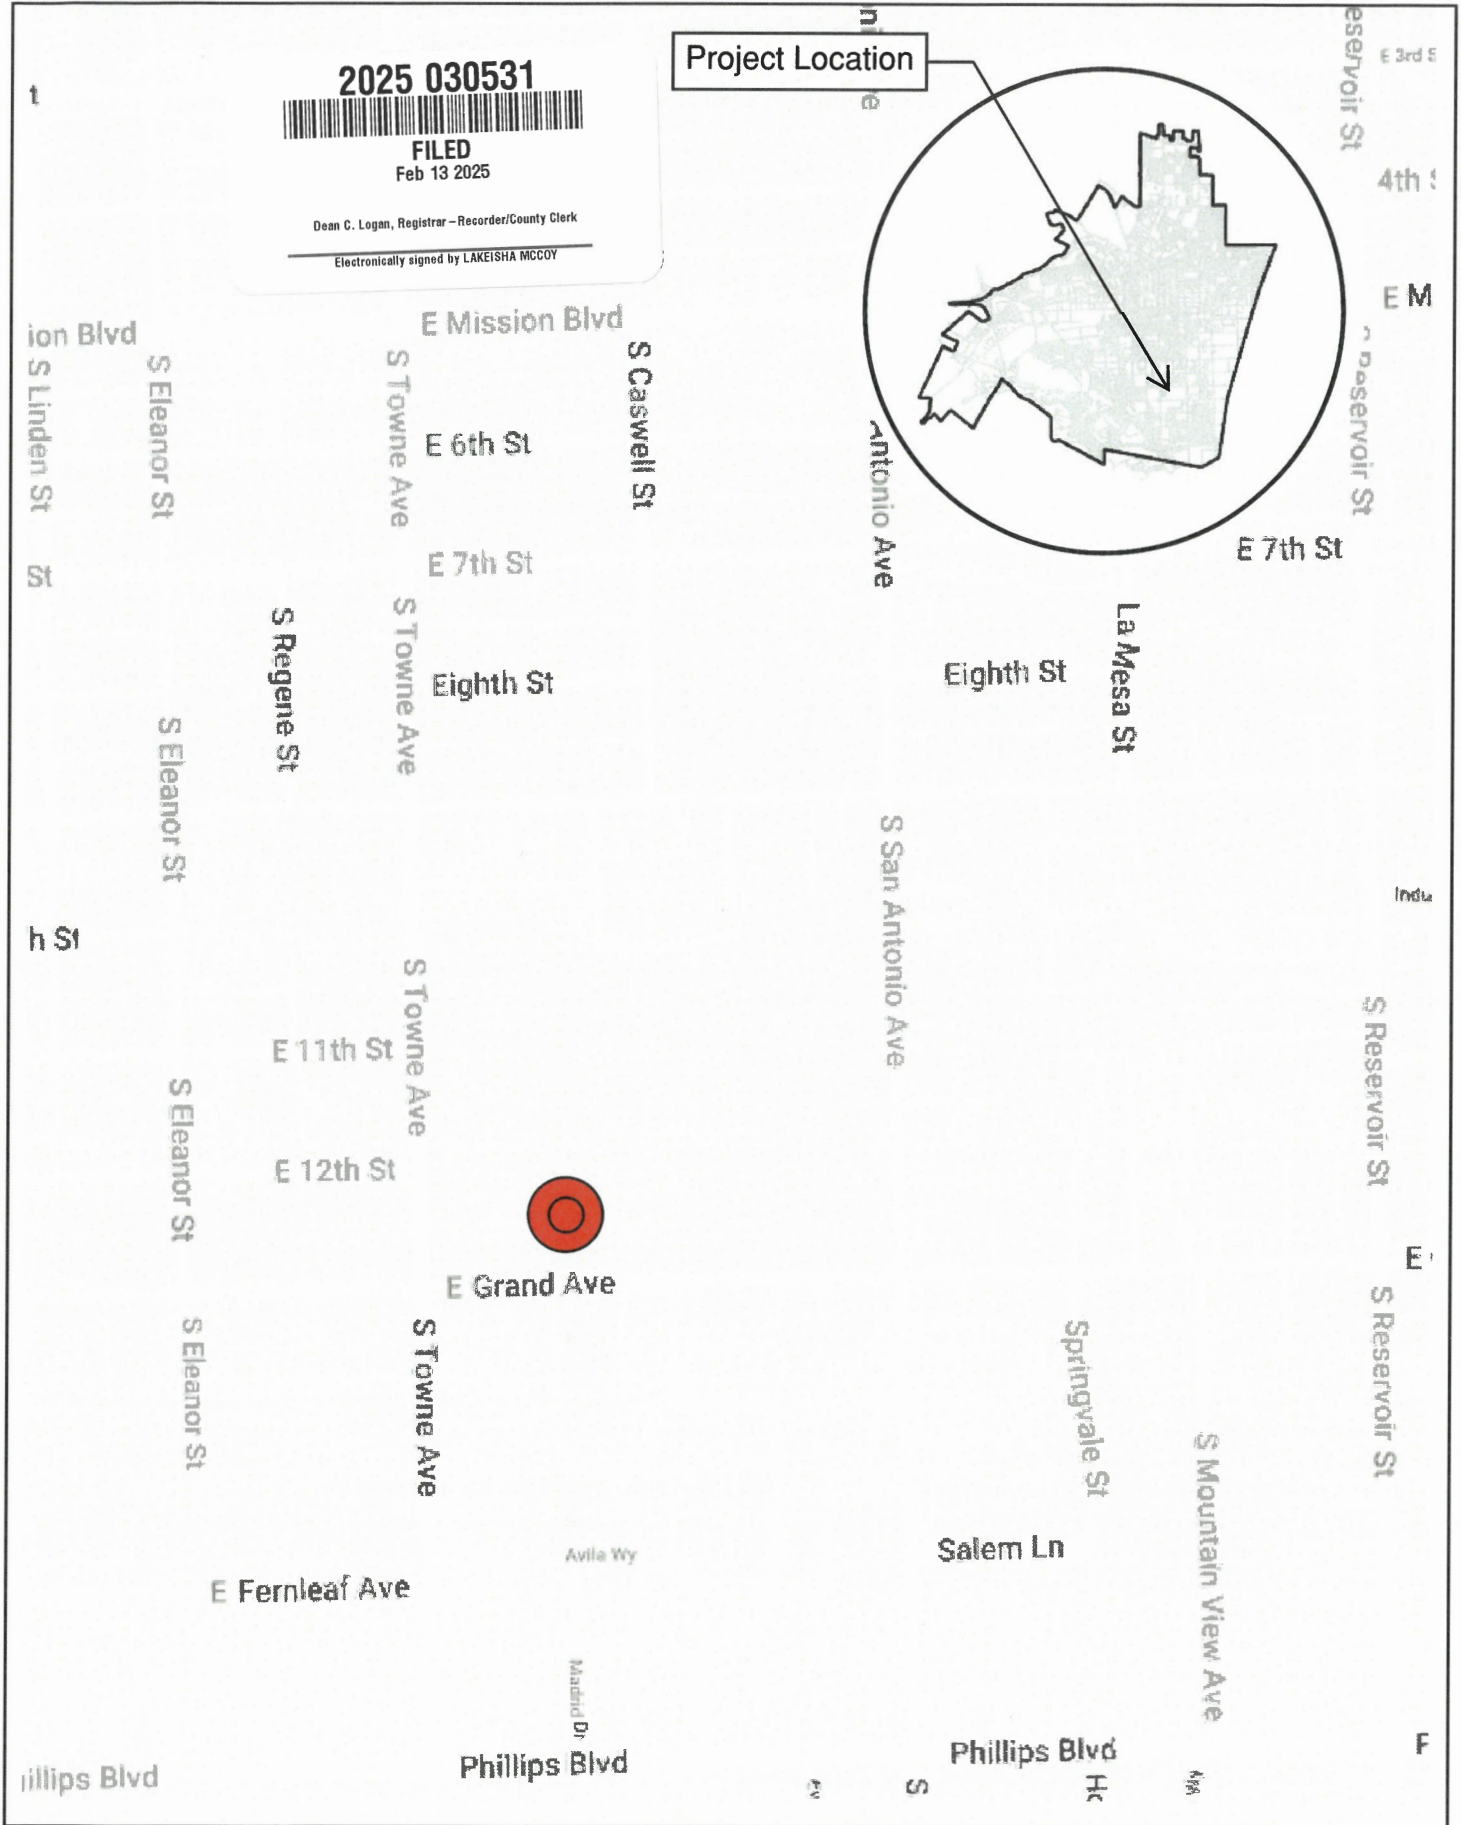 2025 030531
FILED
Feb 13 2025
Dean C. Logan, Registrar – Recorder/County Clerk
Electronically signed by LAKEISHA MCCOY
Project Location
t
eservoir St
E 3rd S
4th
E M
ion Blvd
E Mission Blvd
S Linden St
S Eleanor St
S Towne Ave
E 6th St
S Caswell St
Antonio Ave
Reservoir St
St
E 7th St
E 7th St
S Regene St
S Towne Ave
Eighth St
Eighth St
La Mesa St
S Eleanor St
S San Antonio Ave
Indu
h St
S Towne Ave
E 11th St
S Reservoir St
S Eleanor St
E 12th St
E Grand Ave
E
S Eleanor St
S Towne Ave
Springvale St
S Reservoir St
S Mountain View Ave
Avila Wy
Salem Ln
E Fernleaf Ave
Madrid Dr
illips Blvd
Phillips Blvd
Phillips Blvd
S